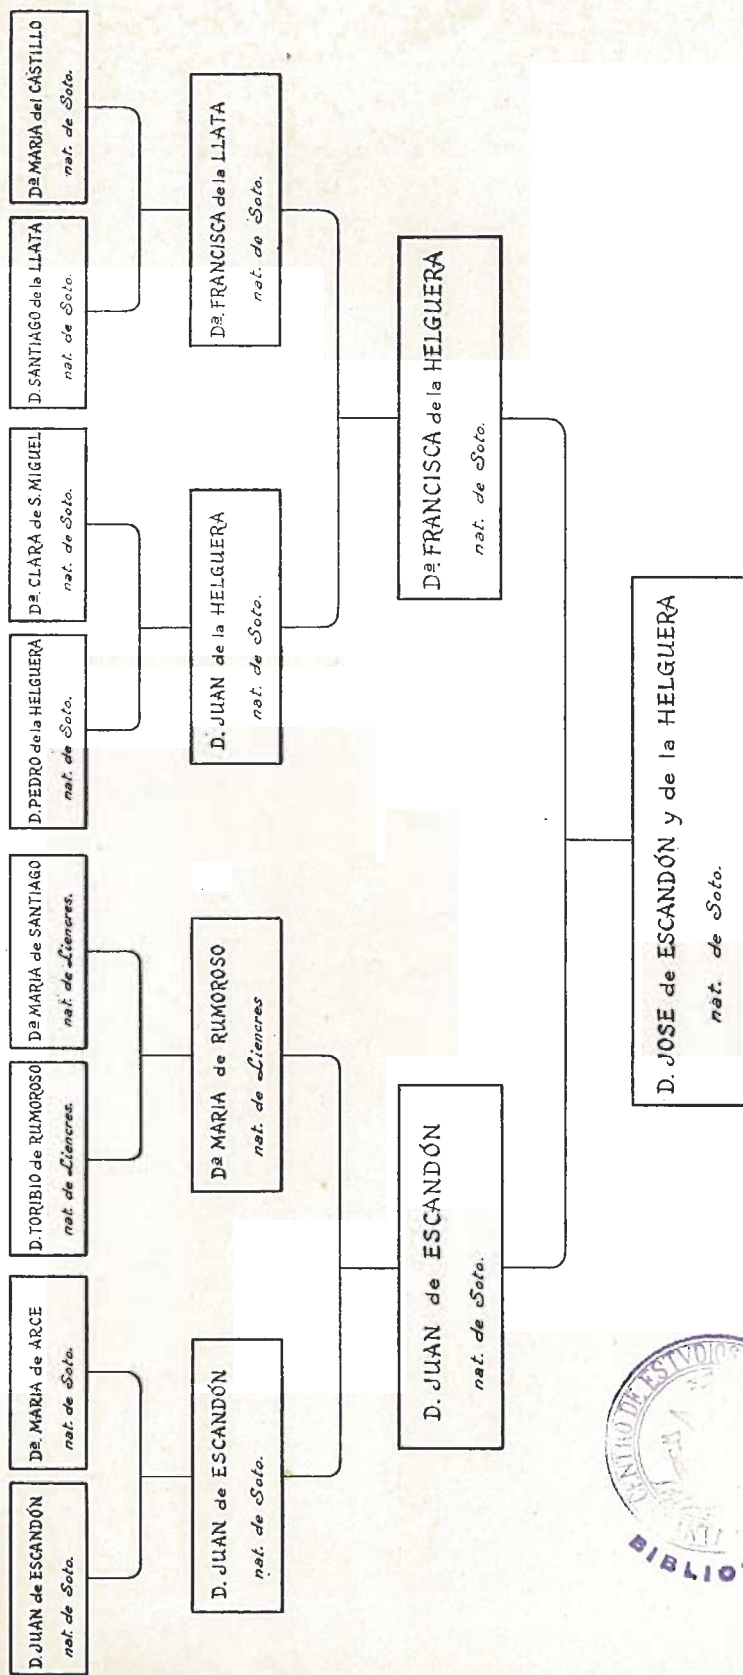 D. JUAN de ESCANDÓN
nat. de Soto.
Dª. MARIA de ARCE
nat. de Soto.
D. TORIBIO de RUMOROSO
nat. de Liencres.
Dª MARIA de SANTIAGO
nat. de Liencres.
D. PEDRO de la HELGUERA
nat. de Soto.
Dª. CLARA de S. MIGUEL
nat. de Soto.
D. SANTIAGO de la LLATA
nat. de Soto.
Dª MARIA del CASTILLO
nat. de Soto.
D. JUAN de ESCANDÓN
nat. de Soto.
Dª MARIA de RUMOROSO
nat. de Liencres
D. JUAN de la HELGUERA
nat. de Soto.
Dª. FRANCISCA de la LLATA
nat. de Soto.
D. JUAN de ESCANDÓN
nat. de Soto.
Dª FRANCISCA de la HELGUERA
nat. de Soto.
D. JOSE de ESCANDÓN y de la HELGUERA
nat. de Soto.
CENTRO DE ESTVDIOS
BIBLIO